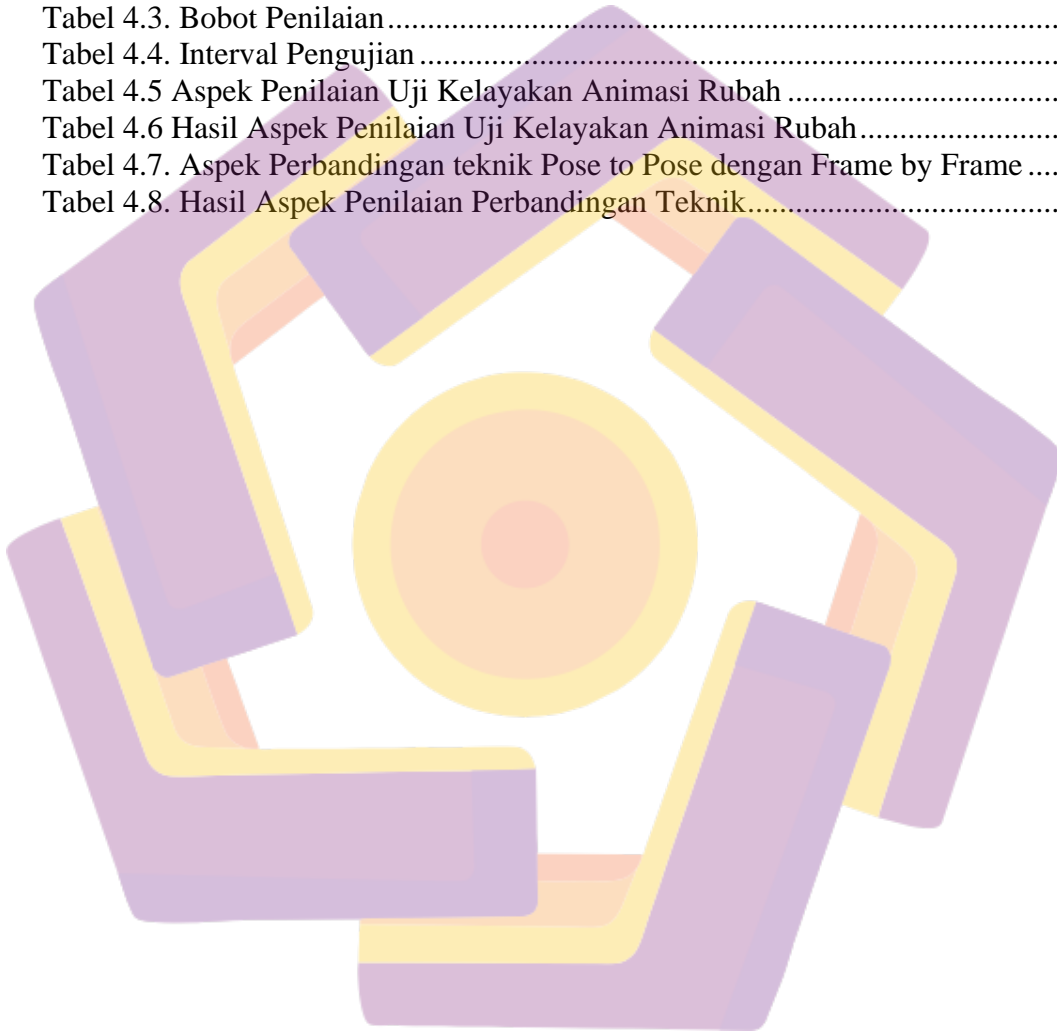 Tabel 4.3. Bobot Penilaian....................................................................................
Tabel 4.4. Interval Pengujian................................................................................
Tabel 4.5 Aspek Penilaian Uji Kelayakan Animasi Rubah..................................
Tabel 4.6 Hasil Aspek Penilaian Uji Kelayakan Animasi Rubah.........................
Tabel 4.7. Aspek Perbandingan teknik Pose to Pose dengan Frame by Frame....
Tabel 4.8. Hasil Aspek Penilaian Perbandingan Teknik.......................................